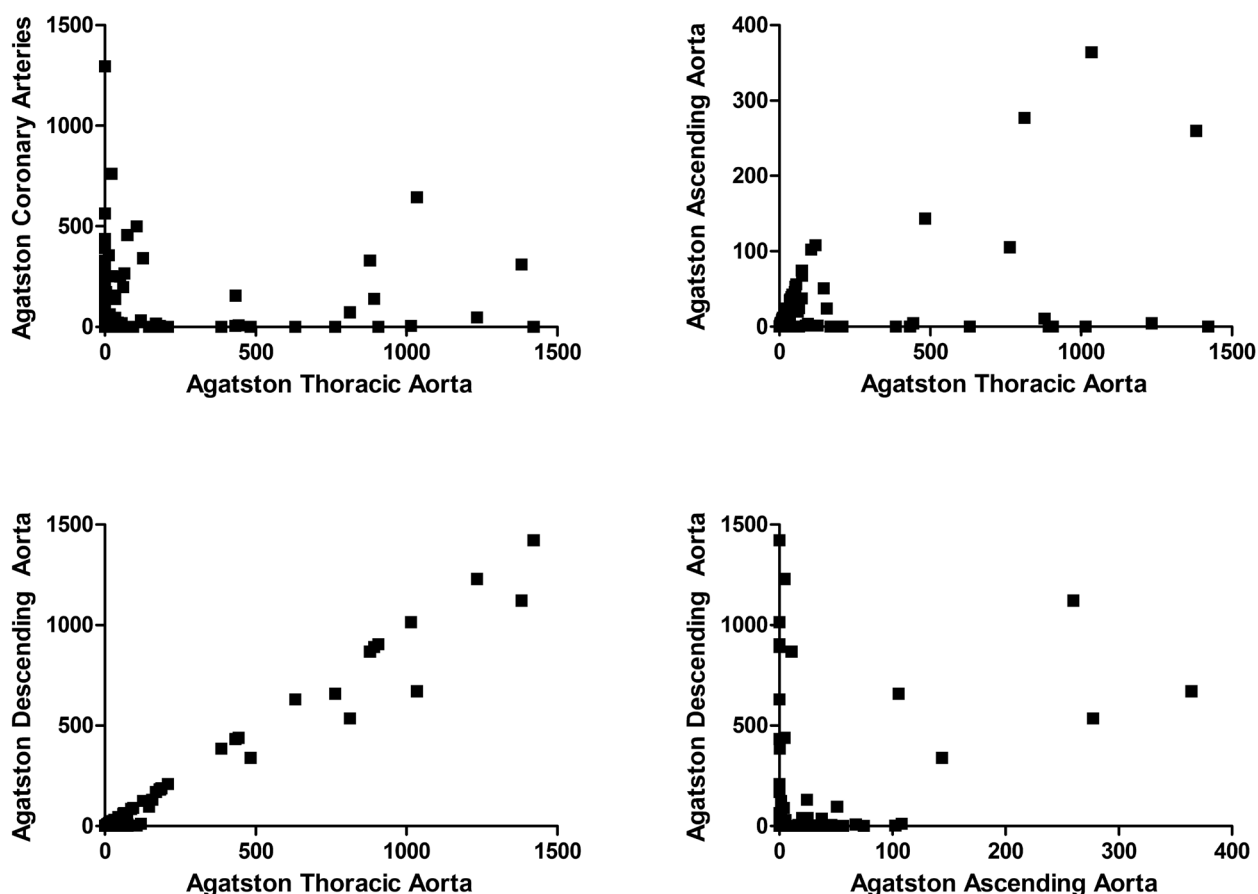 Agatston Coronary Arteries
1500
1000
500
0
0 500 1000 1500
Agatston Thoracic Aorta
Agatston Ascending Aorta
400
300
200
100
0
0 500 1000 1500
Agatston Thoracic Aorta
Agatston Descending Aorta
1500
1000
500
0
0 500 1000 1500
Agatston Thoracic Aorta
Agatston Descending Aorta
1500
1000
500
0
0 100 200 300 400
Agatston Ascending Aorta